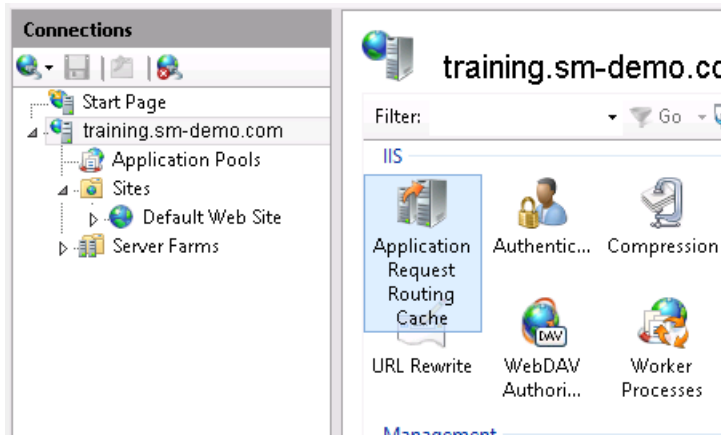 Connections
Start Page
training.sm-demo.com
Application Pools
Sites
Default Web Site
Server Farms
training.sm-demo.co
Filter:
Go
IIS
Application
Request
Routing
Cache
Authentic...
Compression
URL Rewrite
WebDAV
Authori...
Worker
Processes
DAV
Management